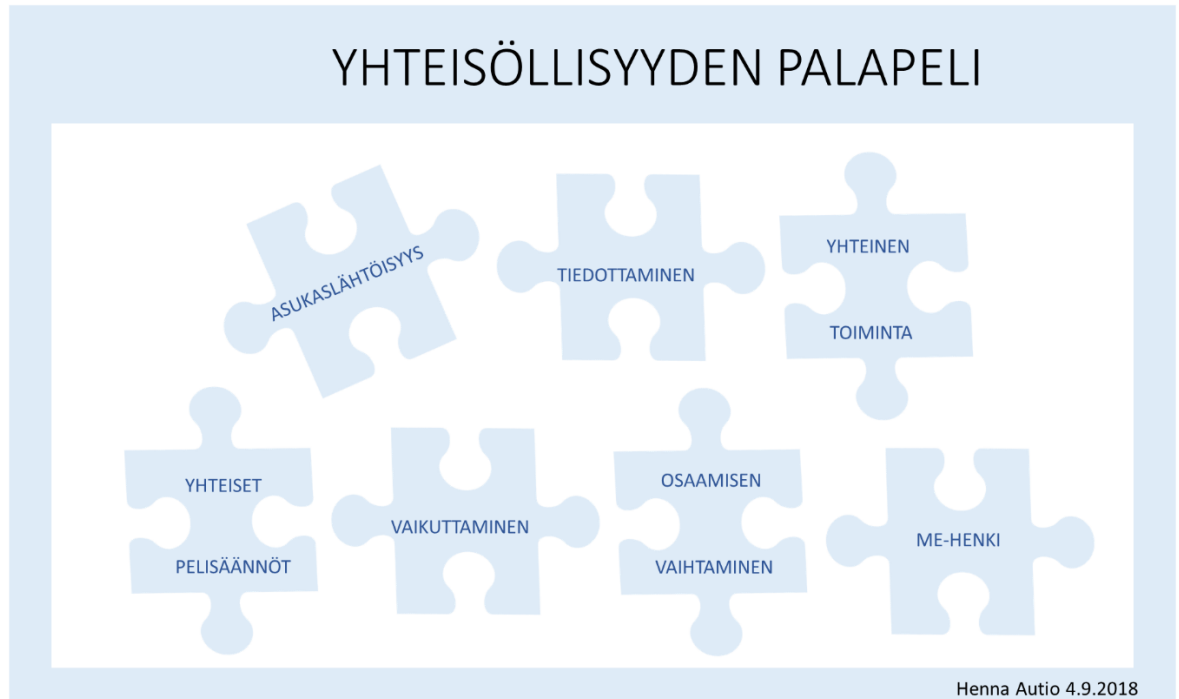 YHTEISÖLLISYYDEN PALAPELI
ASUKASLÄHTÖISYYS
TIEDOTTAMINEN
YHTEINEN
TOIMINTA
YHTEISET
PELISÄÄNNÖT
VAIKUTTAMINEN
OSAAMISEN
VAIHTAMINEN
ME-HENKI
Henna Autio 4.9.2018